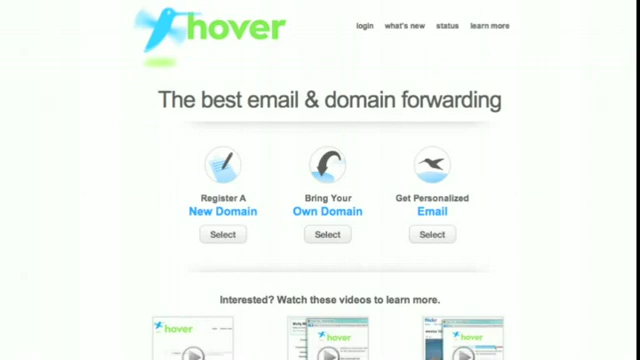 hover
login what's new status learn more
The best email & domain forwarding
Register A Bring Your Get Personalized
New Domain Own Domain Email
Select Select Select
Interested? Watch these videos to learn more.
hover hover hover